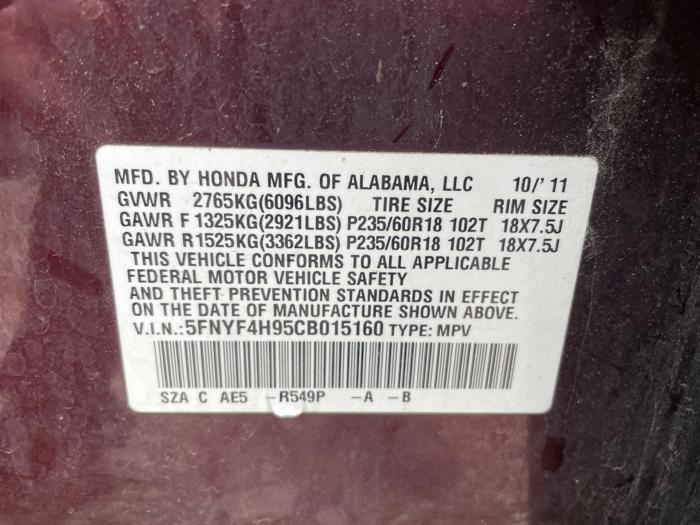 MFD. BY HONDA MFG. OF ALABAMA, LLC 10/'11
GVWR 2765KG(6096LBS) TIRE SIZE RIM SIZE
GAWR F 1325KG(2921LBS) P235/60R18 102T 18X7.5J
GAWR R1525KG(3362LBS) P235/60R18 102T 18X7.5J
THIS VEHICLE CONFORMS TO ALL APPLICABLE
FEDERAL MOTOR VEHICLE SAFETY
AND THEFT PREVENTION STANDARDS IN EFFECT
ON THE DATE OF MANUFACTURE SHOWN ABOVE.
V.I.N.:5FNYF4H95CB015160 TYPE: MPV
SZA C AE5 -R549P -A -B